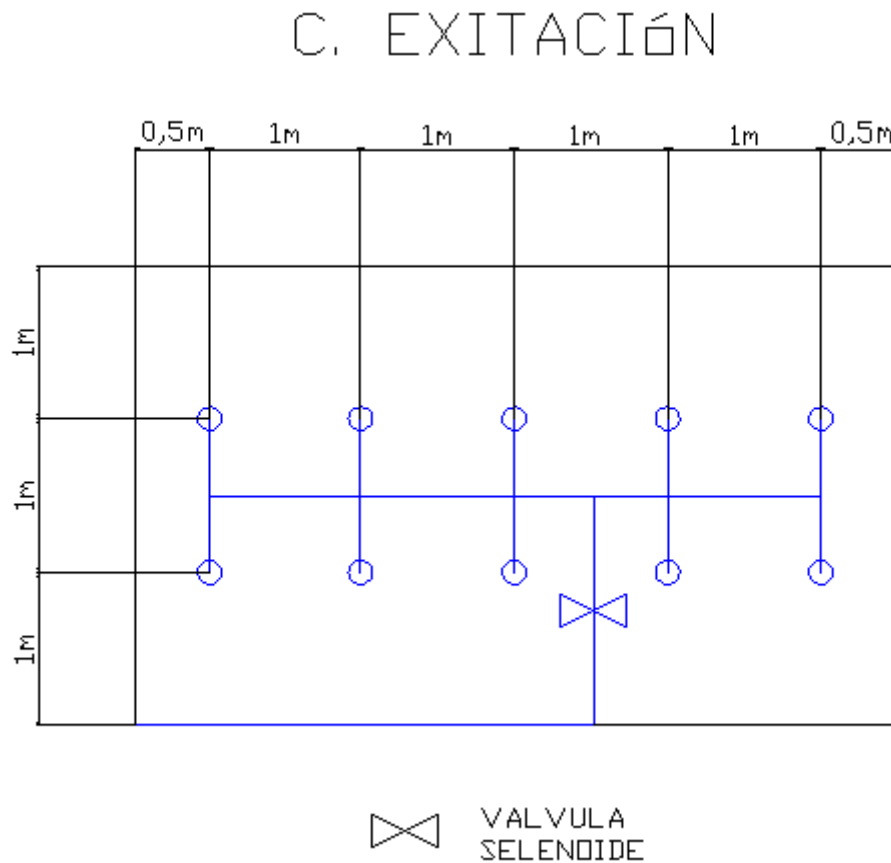 C. EXITACIóN
0,5m 1m 1m 1m 1m 0,5m
1m
1m
1m
VALVULA
SELENOIDE